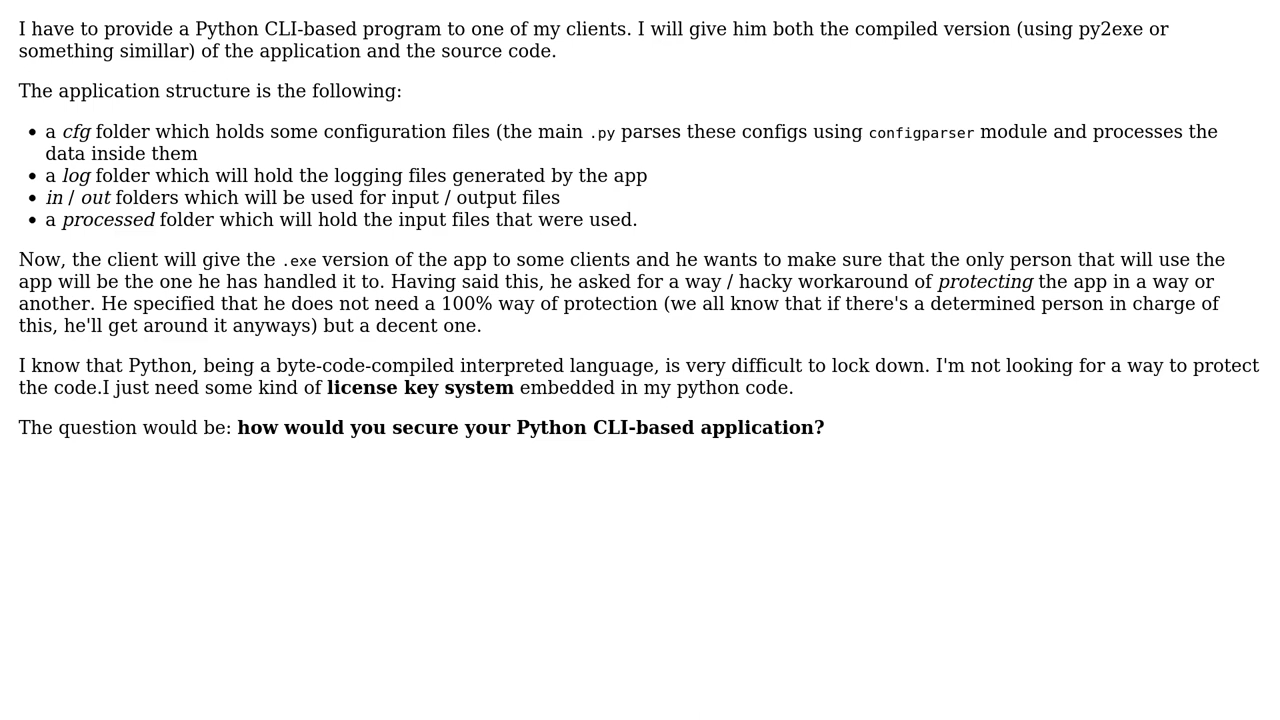 I have to provide a Python CLI-based program to one of my clients. I will give him both the compiled version (using py2exe or
something simillar) of the application and the source code.
The application structure is the following:
• a cfg folder which holds some configuration files (the main .py parses these configs using configparser module and processes the
data inside them
• a log folder which will hold the logging files generated by the app
• in / out folders which will be used for input / output files
• a processed folder which will hold the input files that were used.
Now, the client will give the .exe version of the app to some clients and he wants to make sure that the only person that will use the
app will be the one he has handled it to. Having said this, he asked for a way / hacky workaround of protecting the app in a way or
another. He specified that he does not need a 100% way of protection (we all know that if there's a determined person in charge of
this, he'll get around it anyways) but a decent one.
I know that Python, being a byte-code-compiled interpreted language, is very difficult to lock down. I'm not looking for a way to protect
the code.I just need some kind of license key system embedded in my python code.
The question would be: how would you secure your Python CLI-based application?